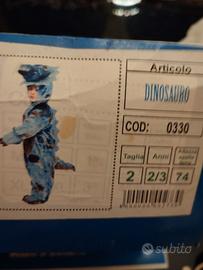 Articolo
DINOSAURO
COD: 0330
Taglia Anni
2 2/3 74
subito